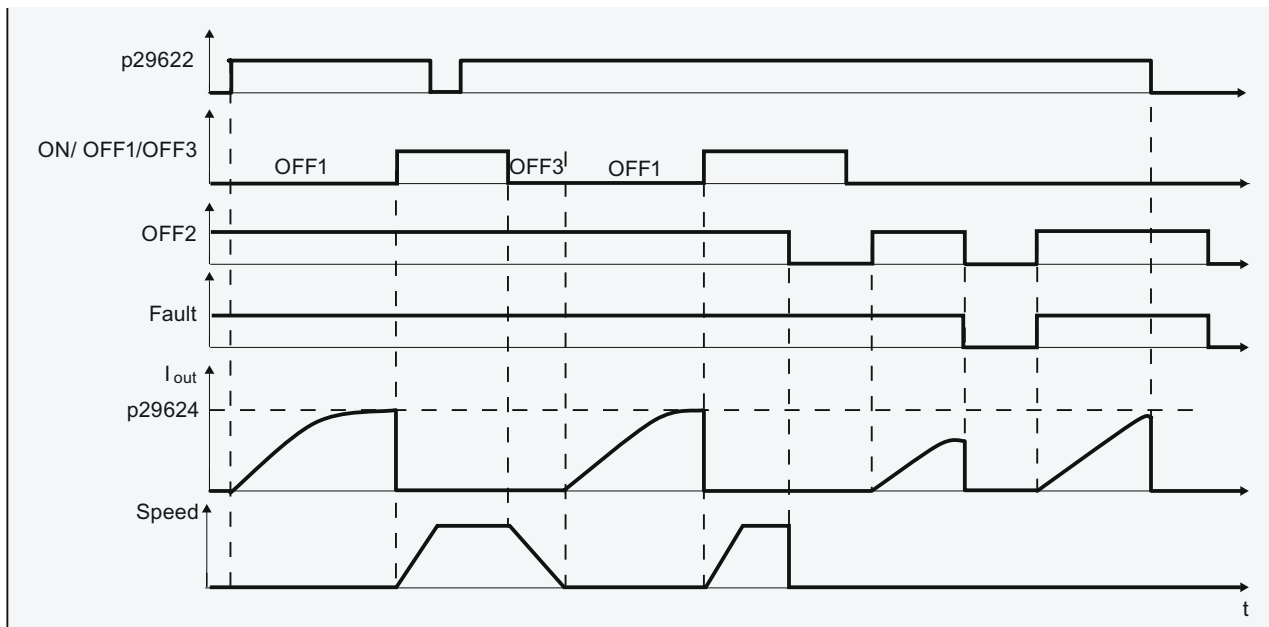 p29622
ON/ OFF1/OFF3
OFF1
OFF3
OFF1
OFF2
Fault
I out
p29624
Speed
t